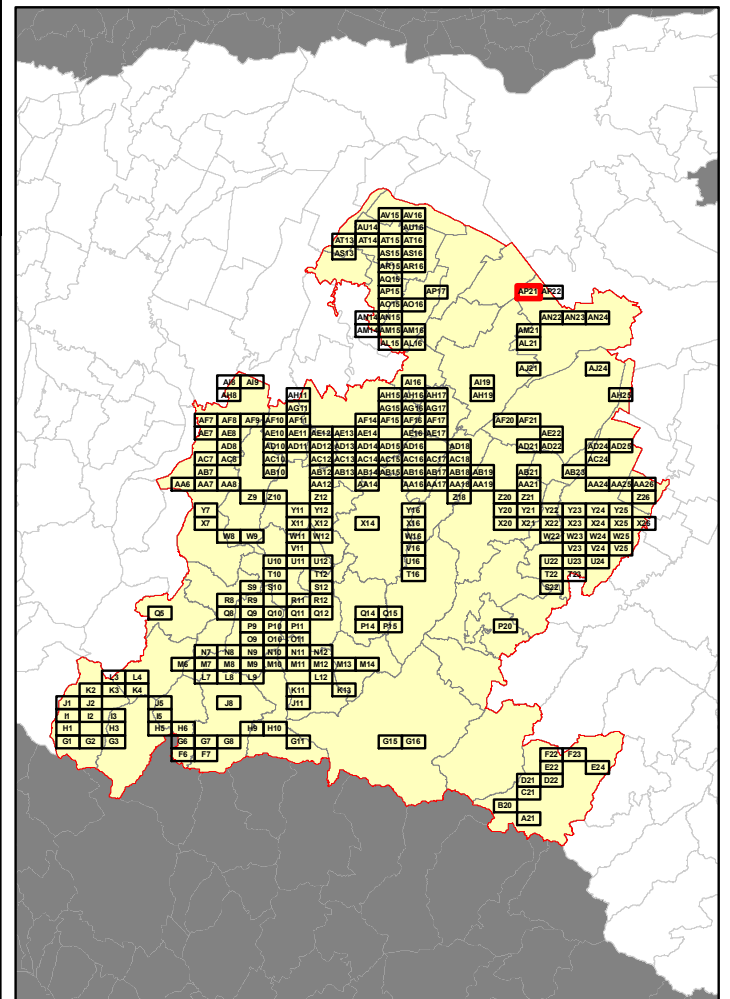 AV15 AV16
AU14 AU16
AT13 AT14 AT15 AT16
AS13 AS15 AS16
AR15 AR16
AQ15
AP15 AP17 AP21 AP22
AO15 AO16
AN14 AN15 AN22 AN23 AN24
AM14 AM15 AM16 AM21
AL15 AL16 AL21
AJ21 AJ24
AI8 AI9 AI16 AI19
AH8 AH11 AH15 AH16 AH17 AH19 AH25
AG11 AG15 AG16 AG17
AF7 AF8 AF9 AF10 AF11 AF14 AF15 AF16 AF17 AF20 AF21
AE7 AE8 AE10 AE11 AE12 AE13 AE14 AE16 AE17 AE22
AD8 AD10 AD11 AD12 AD13 AD14 AD15 AD16 AD18 AD21 AD22 AD24 AD25
AC7 AC8 AC10 AC12 AC13 AC14 AC15 AC16 AC17 AC18 AC24
AB7 AB10 AB12 AB13 AB14 AB15 AB16 AB17 AB18 AB19 AB21 AB23
AA6 AA7 AA8 AA12 AA14 AA16 AA17 AA18 AA19 AA21 AA24 AA25 AA26
Z9 Z10 Z12 Z18 Z20 Z21 Z26
Y7 Y11 Y12 Y16 Y20 Y21 Y22 Y23 Y24 Y25
X7 X11 X12 X14 X16 X20 X21 X22 X23 X24 X25 X26
W8 W9 W11 W12 W16 W22 W23 W24 W25
V11 V16 V23 V24 V25
U10 U11 U12 U16 U22 U23 U24
T10 T12 T16 T22 T23
S9 S10 S12 S22
R8 R9 R11 R12
Q5 Q8 Q9 Q10 Q11 Q12 Q14 Q15
P9 P10 P11 P14 P15 P20
O9 O10 O11
N7 N8 N9 N10 N11 N12
M6 M7 M8 M9 M10 M11 M12 M13 M14
L3 L4 L7 L8 L9 L12
K2 K3 K4 K11 K13
J1 J2 J5 J8 J11
I1 I2 I3 I5
H1 H3 H5 H6 H9 H10
G1 G2 G3 G6 G7 G8 G11 G15 G16
F6 F7 F22 F23
E22 E24
D21 D22
C21
B20
A21